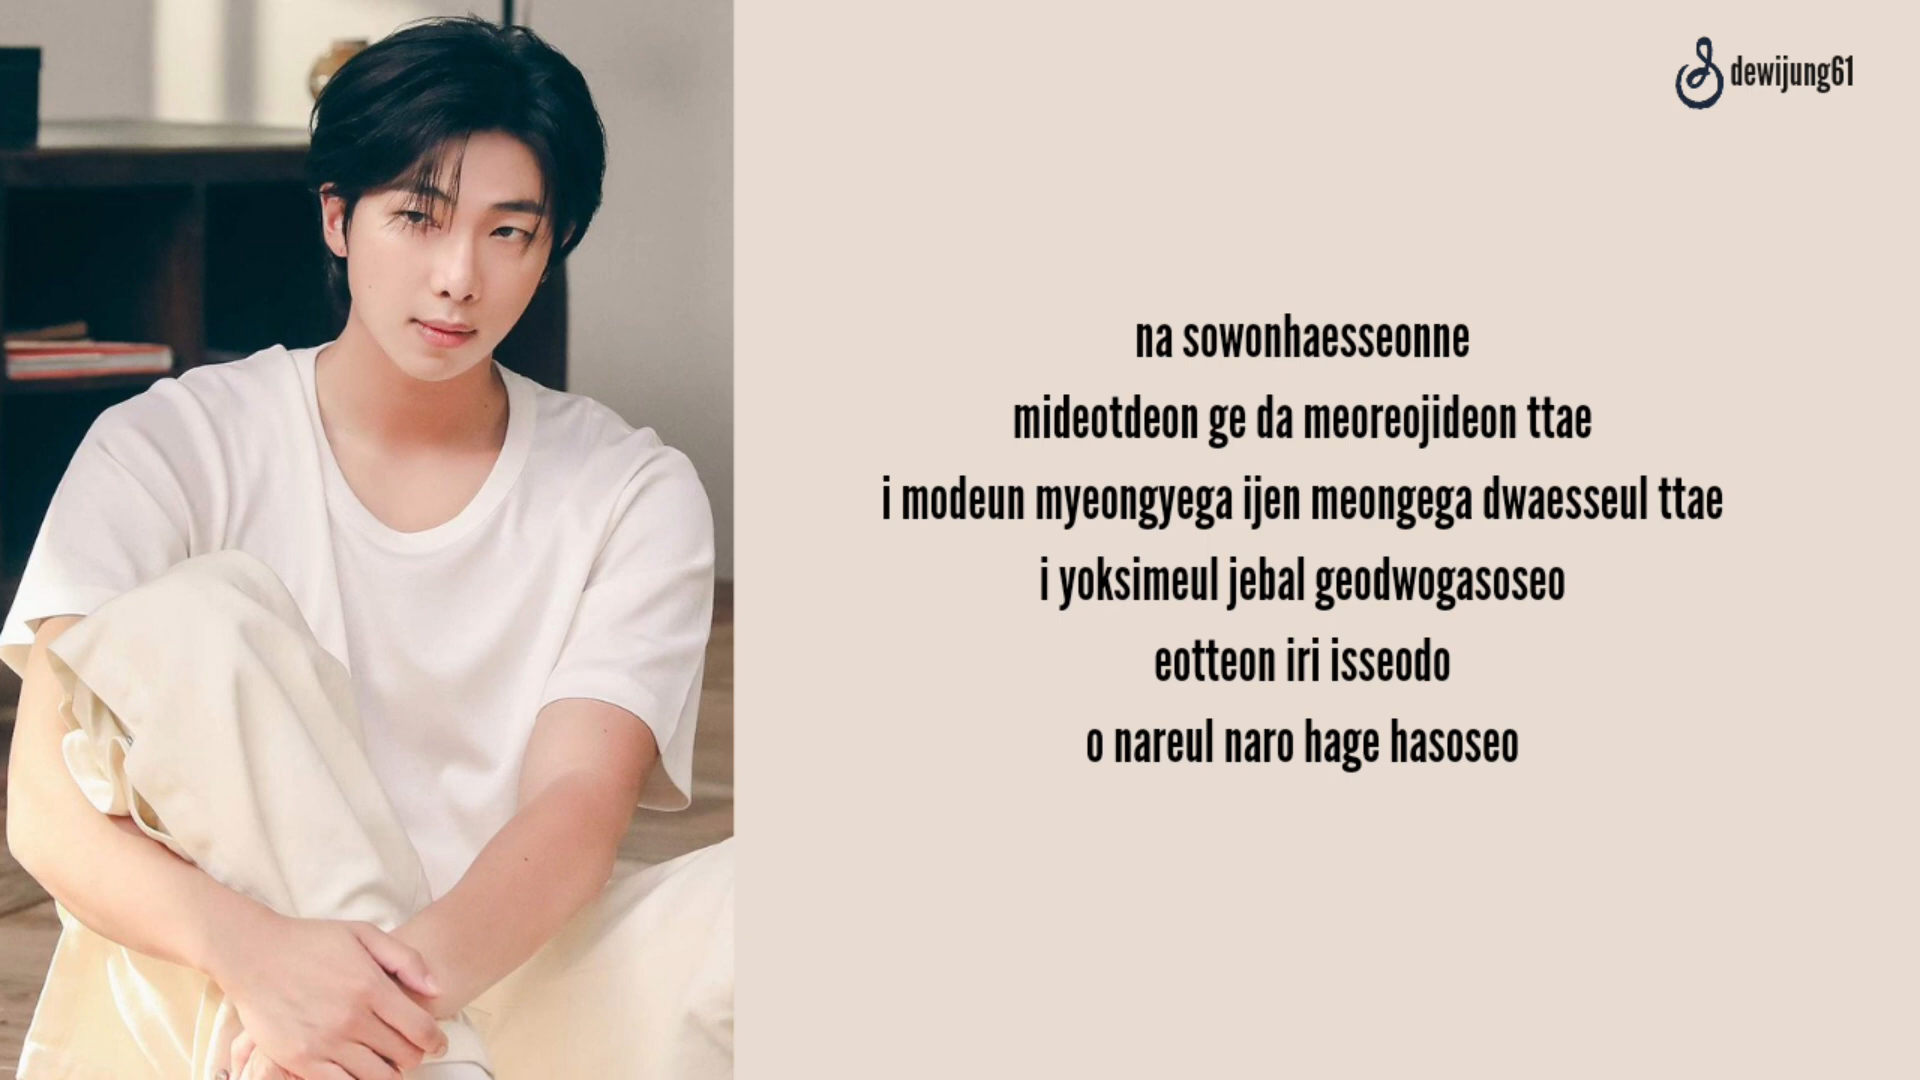 dewijung61
na sowonhaesseonne
mideotdeon ge da meoreojideon ttae
i modeun myeongyega ijen meongega dwaesseul ttae
i yoksimeul jebal geodwogasoseo
eotteon iri isseodo
o nareul naro hage hasoseo